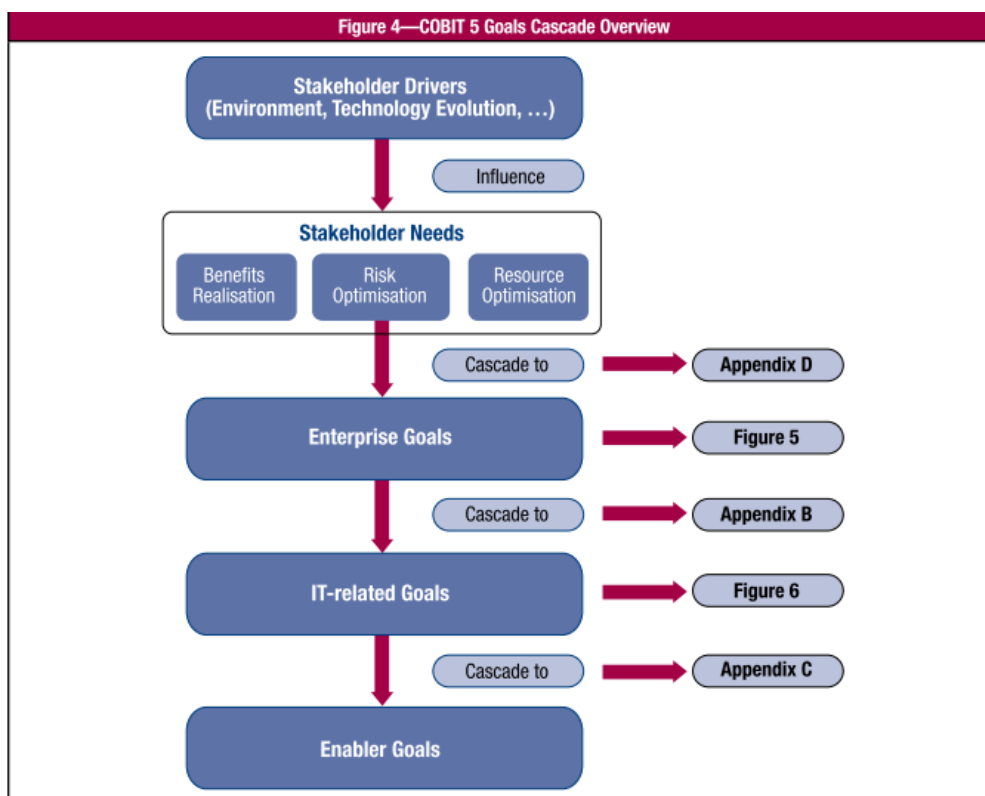 Figure 4—COBIT 5 Goals Cascade Overview
Stakeholder Drivers
(Environment, Technology Evolution, …)
Influence
Stakeholder Needs
Benefits
Realisation
Risk
Optimisation
Resource
Optimisation
Cascade to
Appendix D
Enterprise Goals
Figure 5
Cascade to
Appendix B
IT-related Goals
Figure 6
Cascade to
Appendix C
Enabler Goals